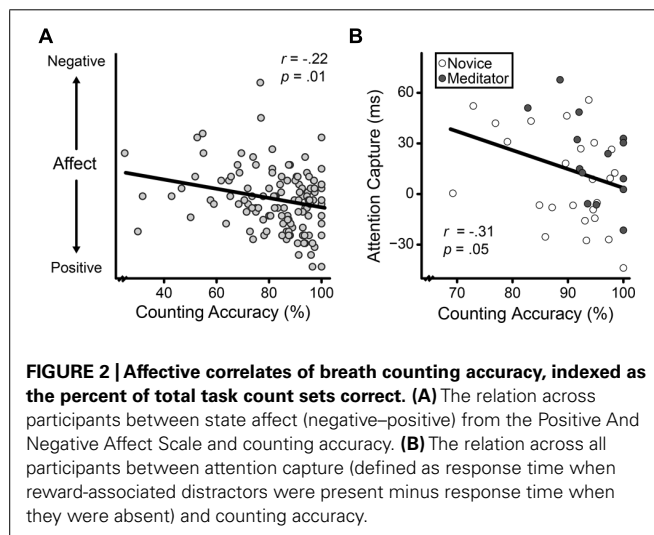 A
Negative
Affect
Positive
r = -.22
p = .01
40 60 80 100
Counting Accuracy (%)
B
Novice
Meditator
Attention Capture (ms)
60
30
0
−30
r = -.31
p = .05
70 80 90 100
Counting Accuracy (%)
FIGURE 2 | Affective correlates of breath counting accuracy, indexed as
the percent of total task count sets correct. (A) The relation across
participants between state affect (negative–positive) from the Positive And
Negative Affect Scale and counting accuracy. (B) The relation across all
participants between attention capture (defined as response time when
reward-associated distractors were present minus response time when
they were absent) and counting accuracy.